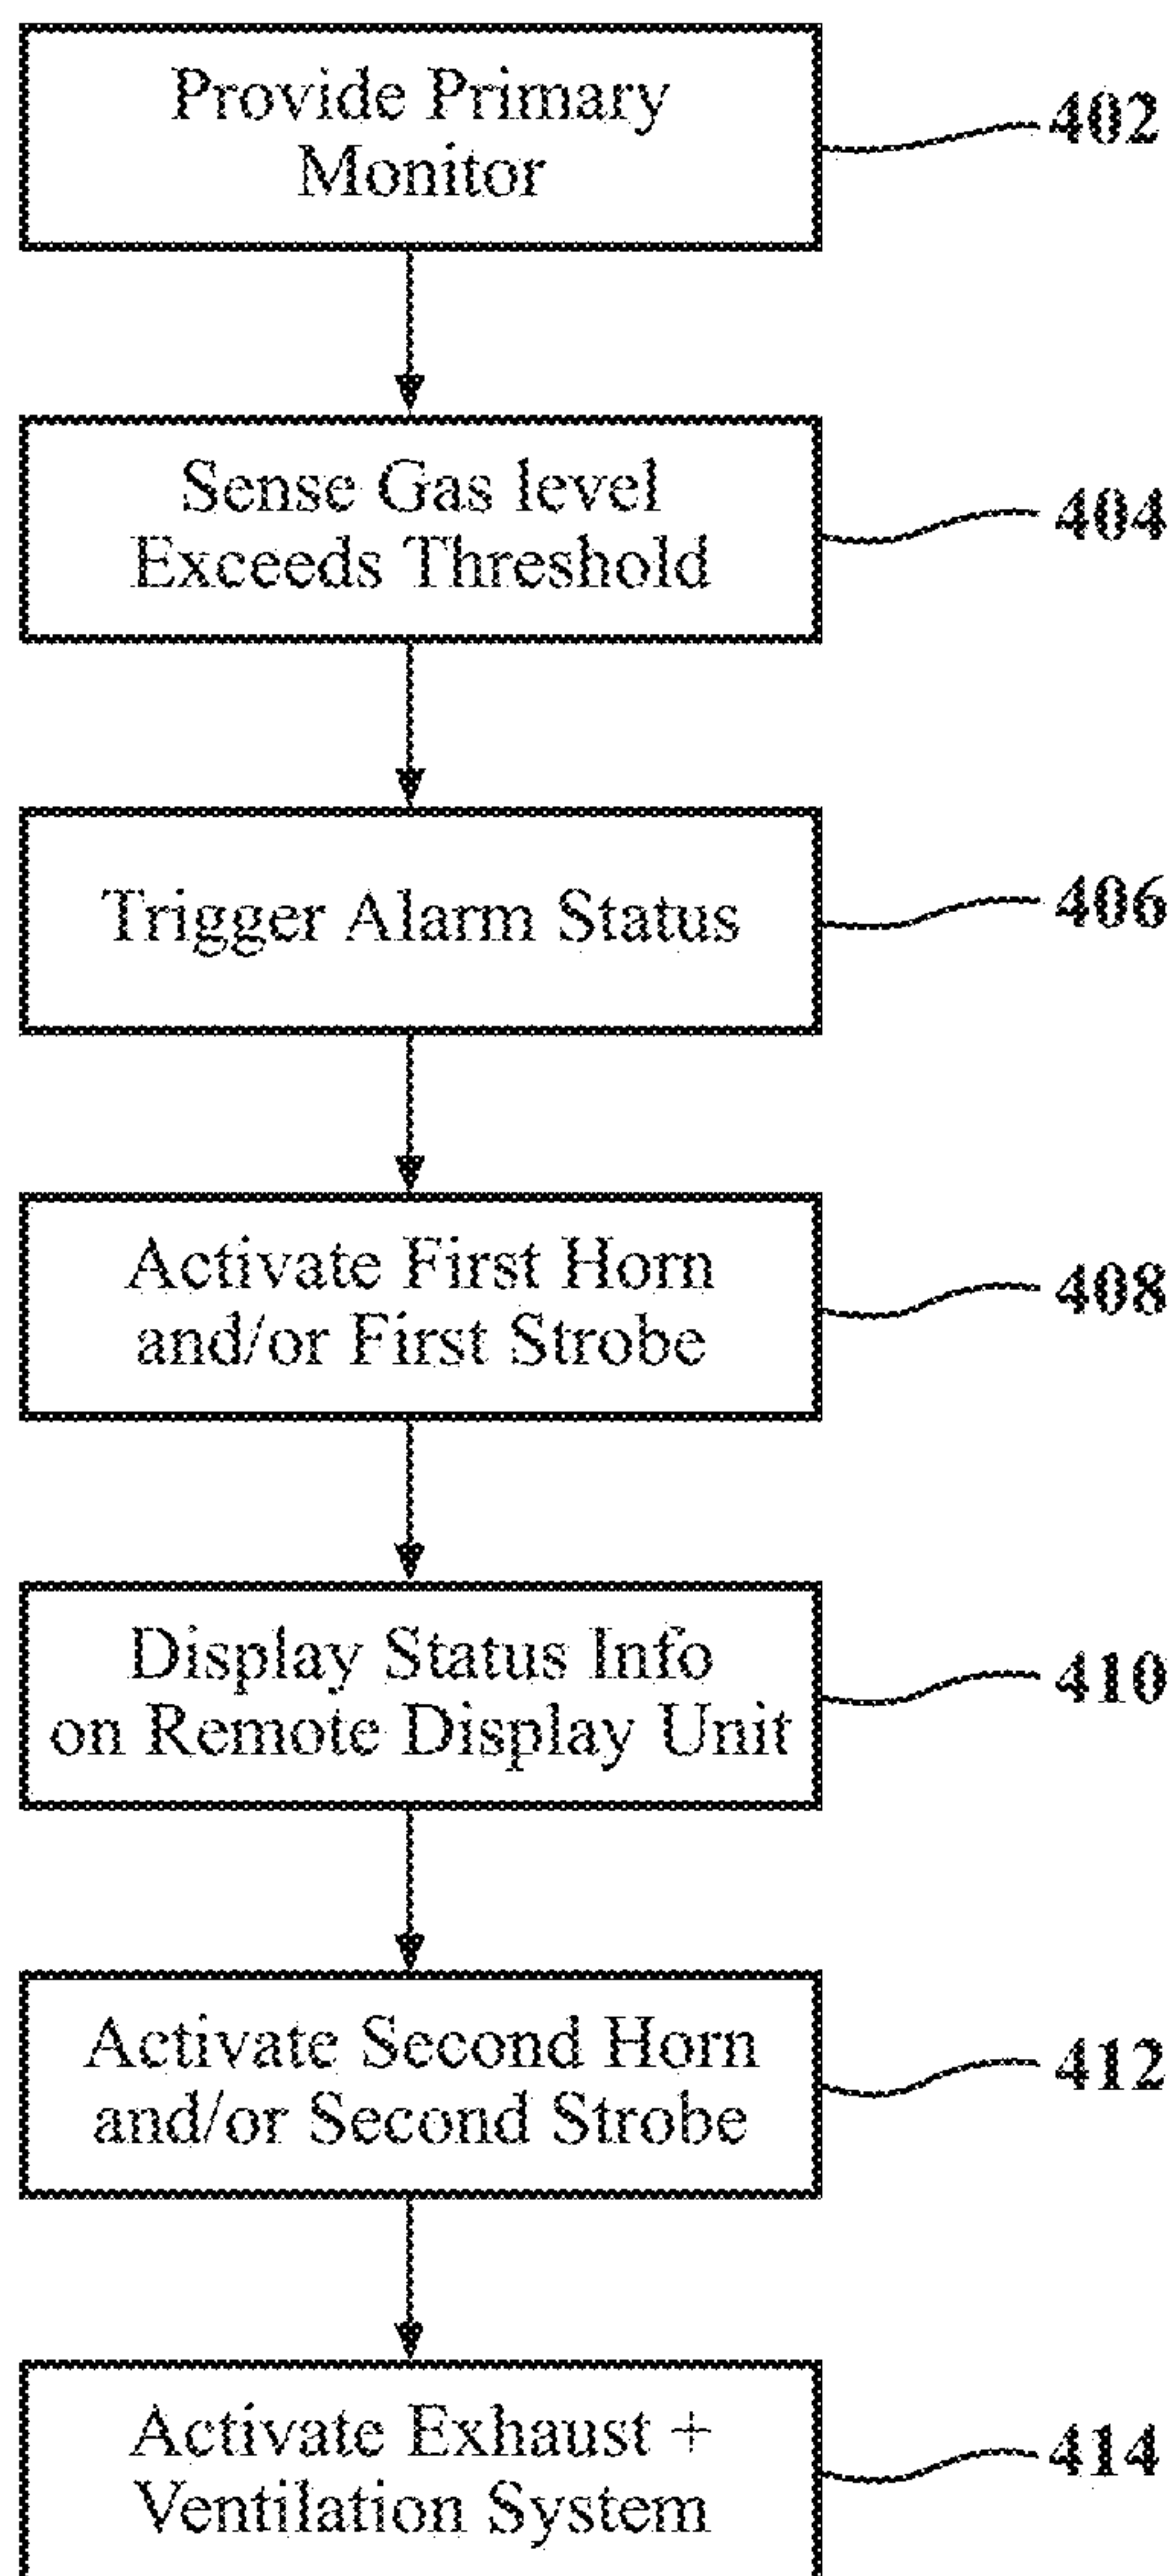 Provide Primary
Monitor
402
Sense Gas level
Exceeds Threshold
404
Trigger Alarm Status
406
Activate First Horn
and/or First Strobe
408
Display Status Info
on Remote Display Unit
410
Activate Second Horn
and/or Second Strobe
412
Activate Exhaust +
Ventilation System
414